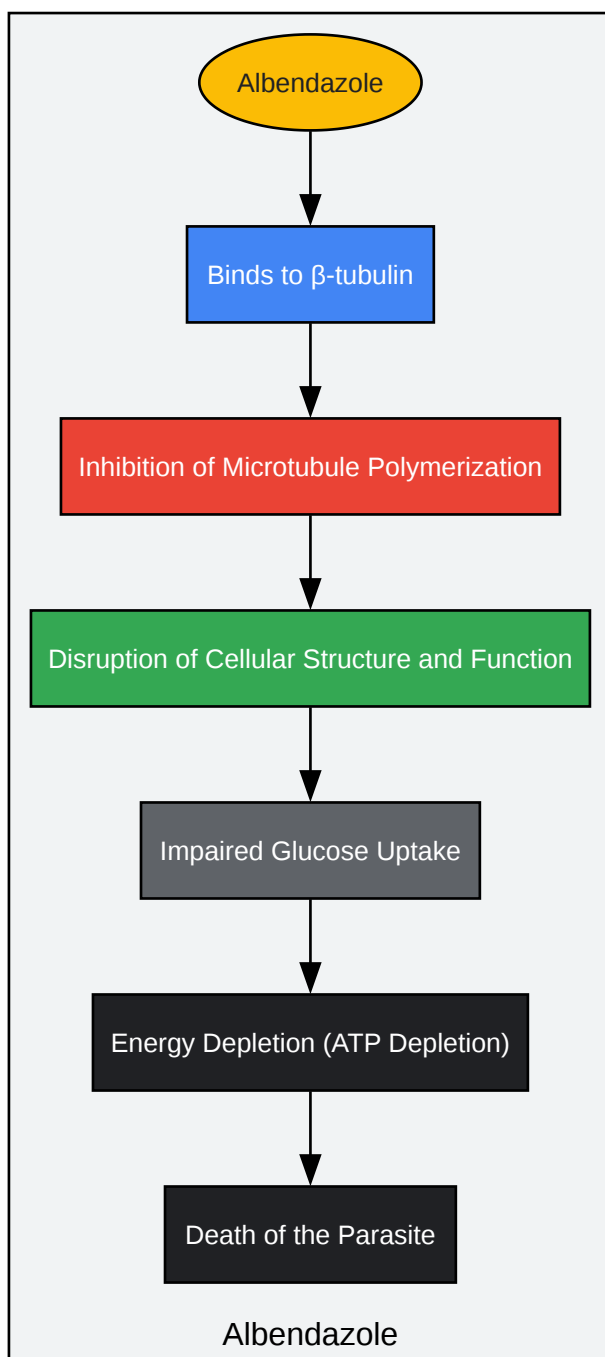 Albendazole
Binds to β-tubulin
Inhibition of Microtubule Polymerization
Disruption of Cellular Structure and Function
Impaired Glucose Uptake
Energy Depletion (ATP Depletion)
Death of the Parasite
Albendazole